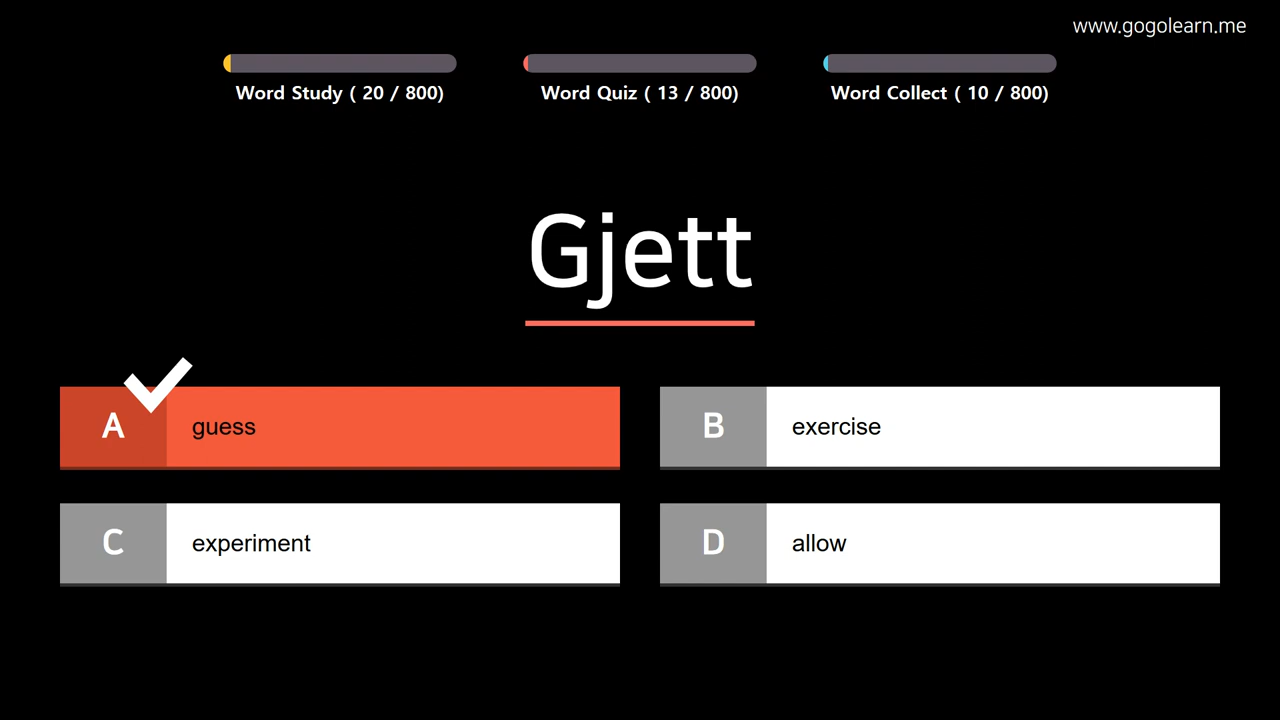 www.gogolearn.me
Word Study ( 20 / 800)
Word Quiz ( 13 / 800)
Word Collect ( 10 / 800)
Gjett
A guess
B exercise
C experiment
D allow